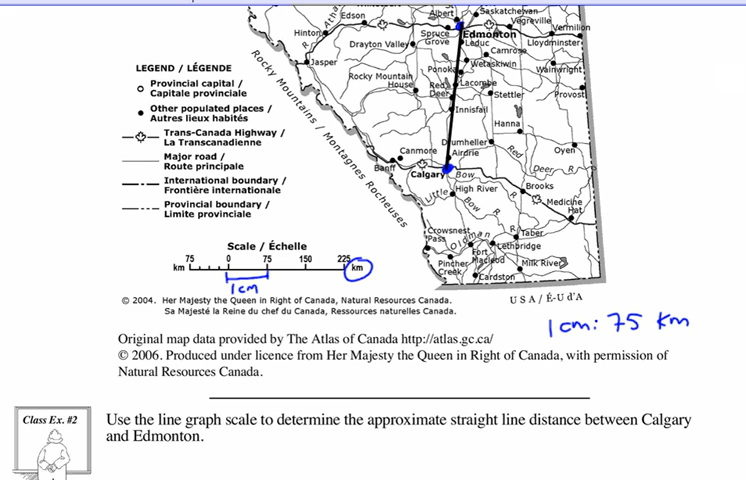 Albert
Saskatchewan
Edson
Vegreville
Vermilion
Hinton
Spruce
Grove
Edmonton
Drayton Valley
Leduc
Lloydminster
Camrose
Jasper
Wetaskiwin
Ponoka
Wainwright
Rocky Mountain
House
Red
Deer
Lacombe
Stettler
Provost
Innisfail
Hanna
Rocky Mountains / Montagnes Rocheuses
Drumheller
Canmore
Airdrie
Red
Oyen
Banff
Deer R
Calgary
Bow
High River
Little
Bow
R
R
Brooks
Medicine
Hat
Crowsnest
Pass
Oldman
R
Taber
Lethbridge
Fort
Macleod
Pincher
Creek
Milk River
Cardston
LEGEND / LÉGENDE
Provincial capital /
Capitale provinciale
Other populated places /
Autres lieux habités
Trans-Canada Highway /
La Transcanadienne
Major road /
Route principale
International boundary /
Frontière internationale
Provincial boundary /
Limite provinciale
Scale / Échelle
75 0 75 150 225
km km
1cm
© 2004. Her Majesty the Queen in Right of Canada, Natural Resources Canada.
Sa Majesté la Reine du chef du Canada, Ressources naturelles Canada.
U S A / É-U d'A
1cm: 75 km
Original map data provided by The Atlas of Canada http://atlas.gc.ca/
© 2006. Produced under licence from Her Majesty the Queen in Right of Canada, with permission of
Natural Resources Canada.
Class Ex. #2
Use the line graph scale to determine the approximate straight line distance between Calgary
and Edmonton.